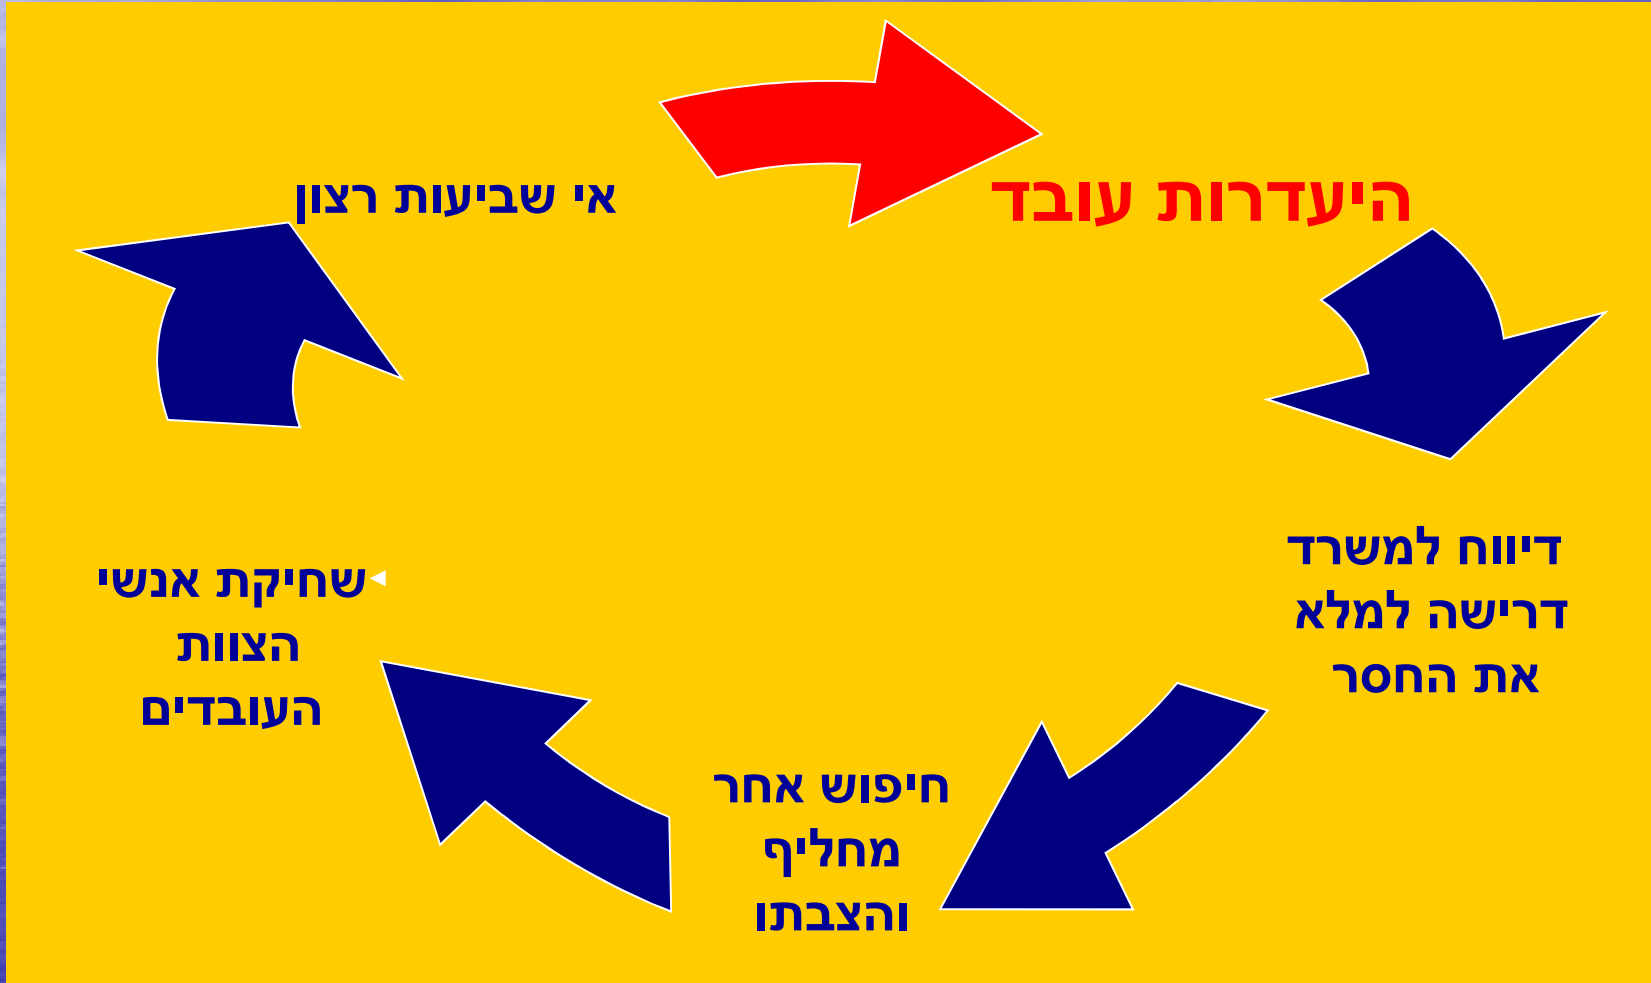 היעדרות עובד
דיווח למשרד
דרישה למלא
את החסר
חיפוש אחר
מחליף
והצבתו
שחיקת אנשי
הצוות
העובדים
אי שביעות רצון